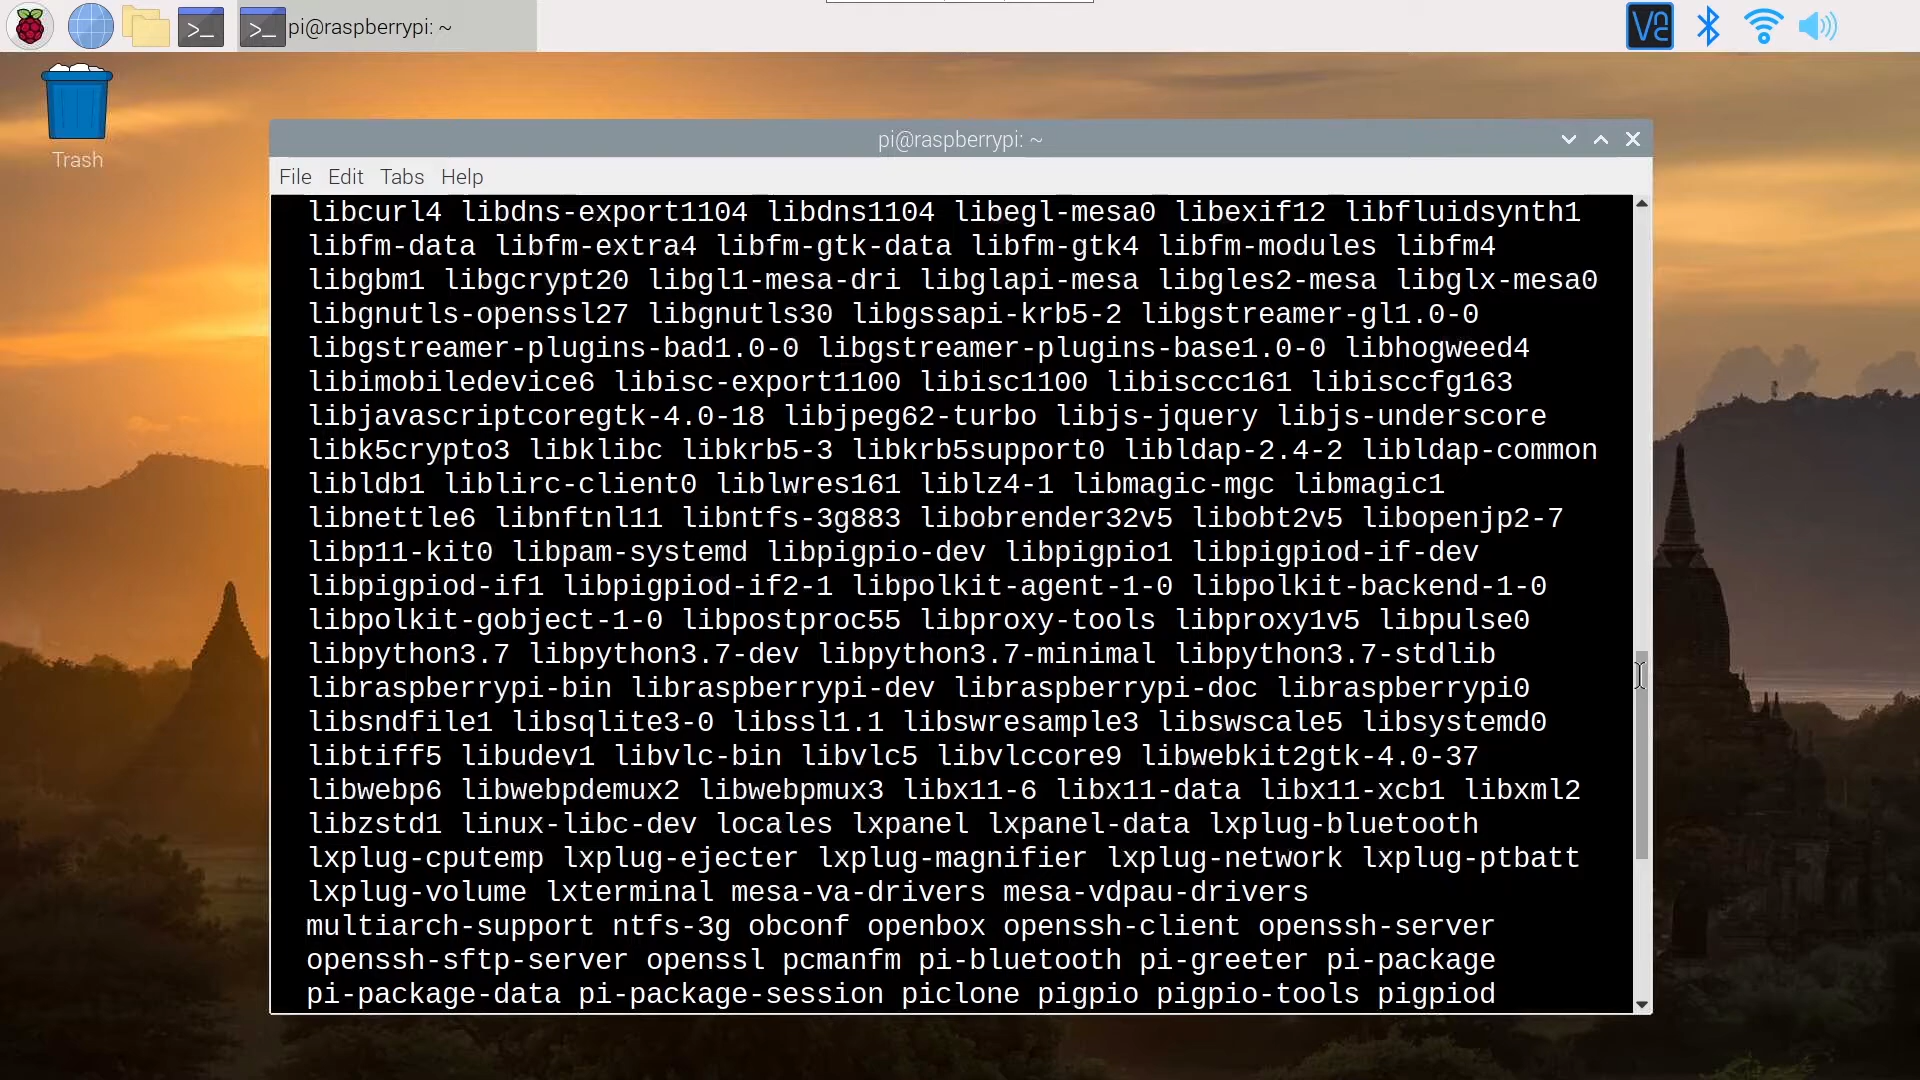 pi@raspberrypi: ~
Trash
pi@raspberrypi: ~
File Edit Tabs Help
libcurl4 libdns-export1104 libdns1104 libegl-mesa0 libexif12 libfluidsynth1
libfm-data libfm-extra4 libfm-gtk-data libfm-gtk4 libfm-modules libfm4
libgbm1 libgcrypt20 libgl1-mesa-dri libglapi-mesa libgles2-mesa libglx-mesa0
libgnutls-openssl27 libgnutls30 libgssapi-krb5-2 libgstreamer-gl1.0-0
libgstreamer-plugins-bad1.0-0 libgstreamer-plugins-base1.0-0 libhogweed4
libimobiledevice6 libisc-export1100 libisc1100 libisccc161 libisccfg163
libjavascriptcoregtk-4.0-18 libjpeg62-turbo libjs-jquery libjs-underscore
libk5crypto3 libklibc libkrb5-3 libkrb5support0 libldap-2.4-2 libldap-common
libldb1 liblirc-client0 liblwres161 liblz4-1 libmagic-mgc libmagic1
libnettle6 libnftnl11 libntfs-3g883 libobrender32v5 libobt2v5 libopenjp2-7
libp11-kit0 libpam-systemd libpigpio-dev libpigpio1 libpigpiod-if-dev
libpigpiod-if1 libpigpiod-if2-1 libpolkit-agent-1-0 libpolkit-backend-1-0
libpolkit-gobject-1-0 libpostproc55 libproxy-tools libproxy1v5 libpulse0
libpython3.7 libpython3.7-dev libpython3.7-minimal libpython3.7-stdlib
libraspberrypi-bin libraspberrypi-dev libraspberrypi-doc libraspberrypi0
libsndfile1 libsqlite3-0 libssl1.1 libswresample3 libswscale5 libsystemd0
libtiff5 libudev1 libvlc-bin libvlc5 libvlccore9 libwebkit2gtk-4.0-37
libwebp6 libwebpdemux2 libwebpmux3 libx11-6 libx11-data libx11-xcb1 libxml2
libzstd1 linux-libc-dev locales lxpanel lxpanel-data lxplug-bluetooth
lxplug-cputemp lxplug-ejecter lxplug-magnifier lxplug-network lxplug-ptbatt
lxplug-volume lxterminal mesa-va-drivers mesa-vdpau-drivers
multiarch-support ntfs-3g obconf openbox openssh-client openssh-server
openssh-sftp-server openssl pcmanfm pi-bluetooth pi-greeter pi-package
pi-package-data pi-package-session piclone pigpio pigpio-tools pigpiod